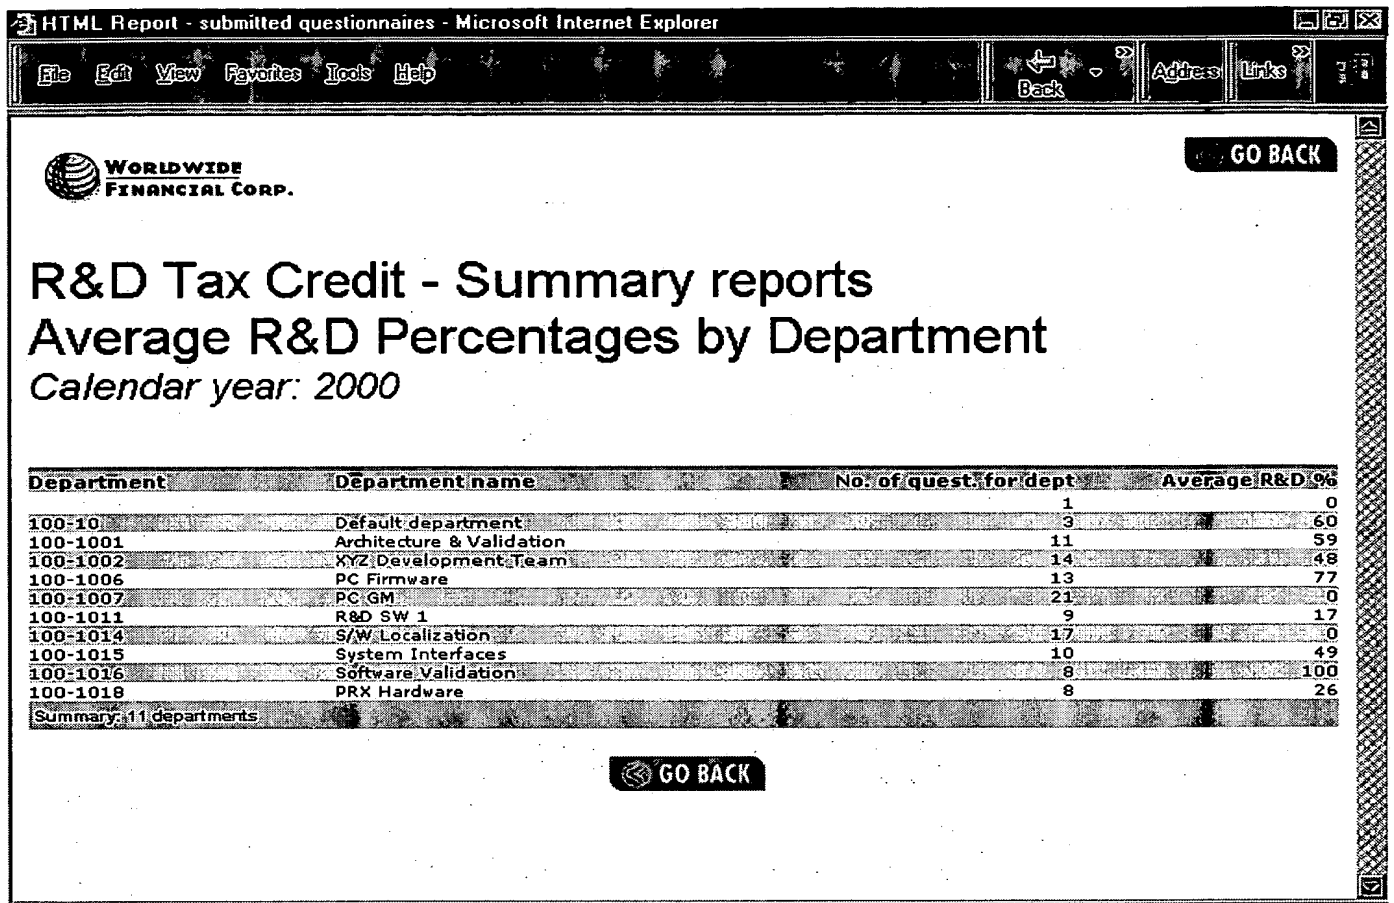 HTML Report - submitted questionnaires - Microsoft Internet Explorer
File Edit View Favorites Tools Help Back Address Links
GO BACK
WORLDWIDE
FINANCIAL CORP.
R&D Tax Credit - Summary reports
Average R&D Percentages by Department
Calendar year: 2000
Department Department name No. of quest. for dept Average R&D %
1 0
100-10 Default department 3 60
100-1001 Architecture & Validation 11 59
100-1002 XYZ Development Team 14 48
100-1006 PC Firmware 13 77
100-1007 PC GM 21 0
100-1011 R&D SW 1 9 17
100-1014 S/W Localization 17 0
100-1015 System Interfaces 10 49
100-1016 Software Validation 8 100
100-1018 PRX Hardware 8 26
Summary: 11 departments
GO BACK